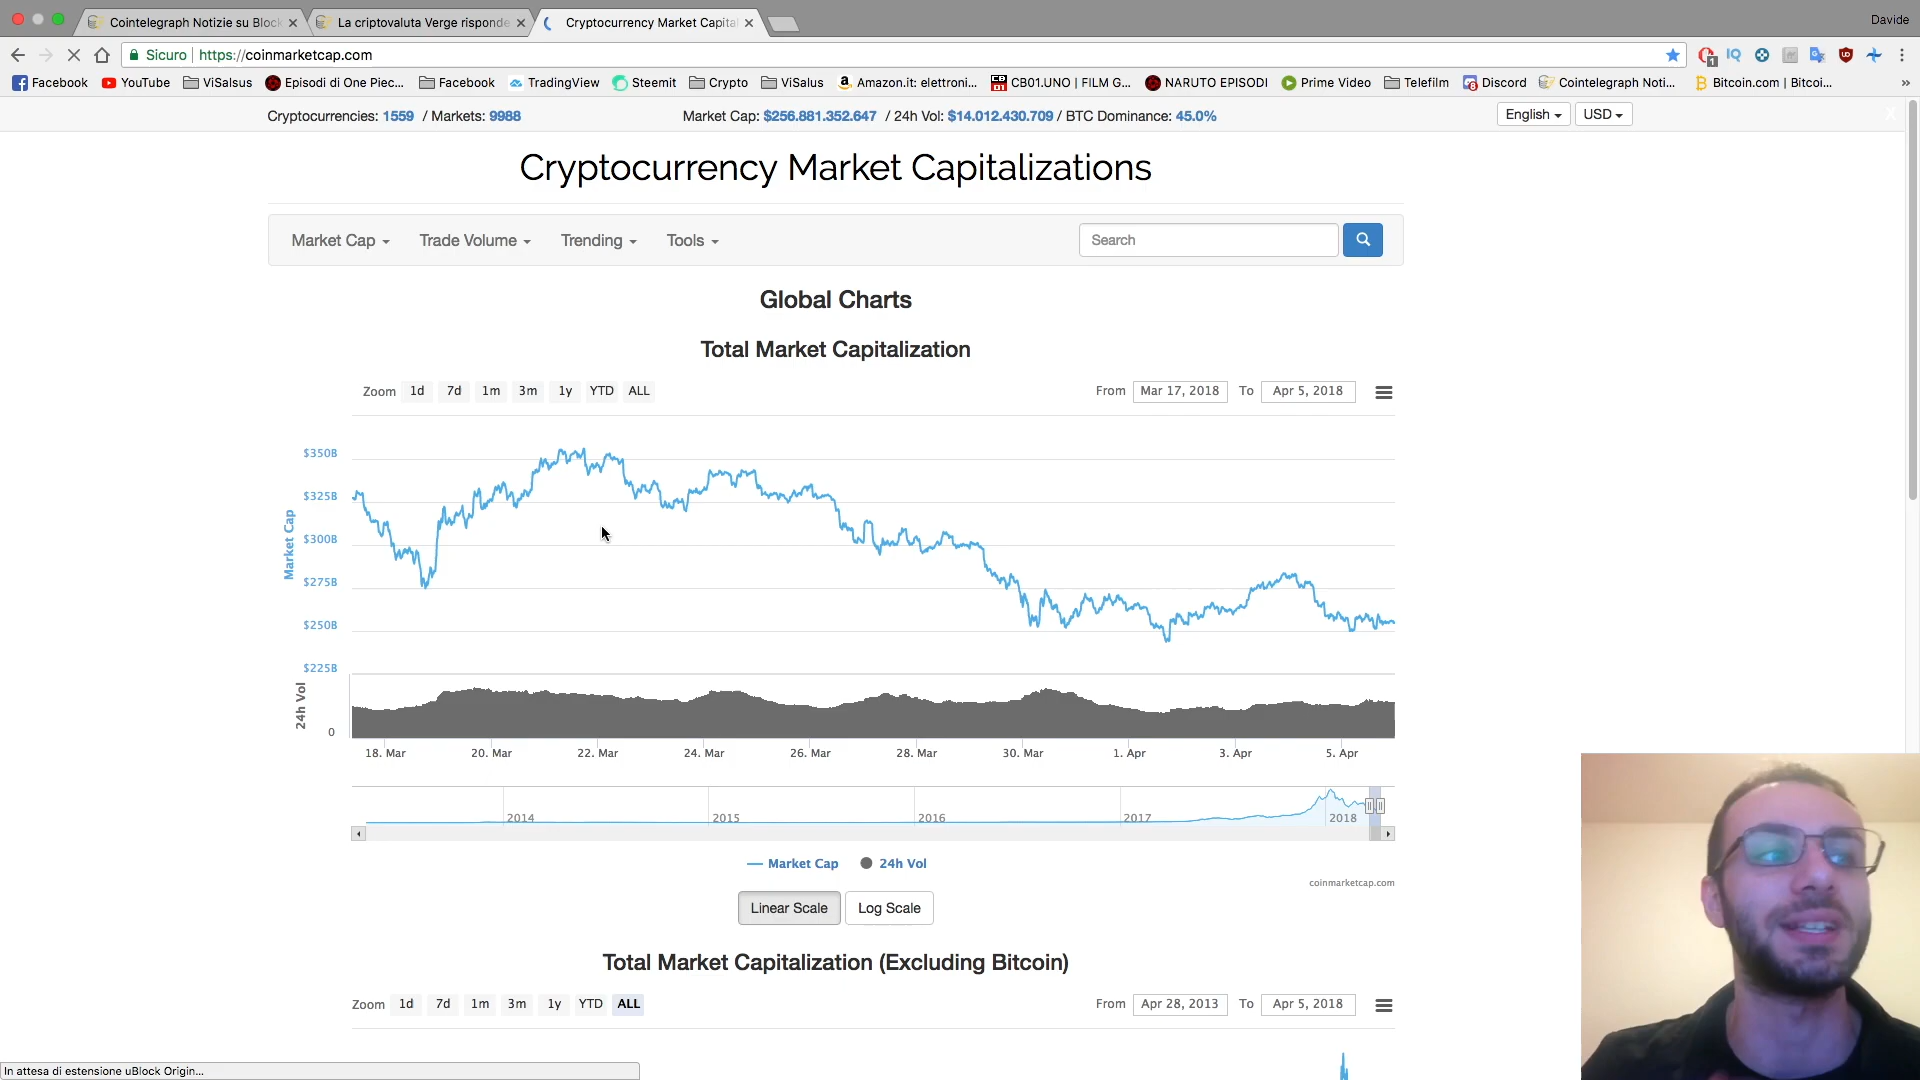 Cointelegraph Notizie su Block
La criptovaluta Verge risponde
Cryptocurrency Market Capital
Davide
Sicuro https://coinmarketcap.com
Facebook YouTube ViSalsus Episodi di One Piec... Facebook TradingView Steemit Crypto ViSalus Amazon.it: elettroni... CB01.UNO | FILM G... NARUTO EPISODI Prime Video Telefilm Discord Cointelegraph Noti... Bitcoin.com | Bitcoi... »
Cryptocurrencies: 1559 / Markets: 9988
Market Cap: $256.881.352.647 / 24h Vol: $14.012.430.709 / BTC Dominance: 45.0%
English USD
Cryptocurrency Market Capitalizations
Market Cap Trade Volume Trending Tools Search
Global Charts
Total Market Capitalization
Zoom 1d 7d 1m 3m 1y YTD ALL From Mar 17, 2018 To Apr 5, 2018
$350B
$325B
$300B
$275B
$250B
$225B
Market Cap
24h Vol
0
18. Mar 20. Mar 22. Mar 24. Mar 26. Mar 28. Mar 30. Mar 1. Apr 3. Apr 5. Apr
2014 2015 2016 2017 2018
Market Cap 24h Vol
coinmarketcap.com
Linear Scale Log Scale
Total Market Capitalization (Excluding Bitcoin)
Zoom 1d 7d 1m 3m 1y YTD ALL From Apr 28, 2013 To Apr 5, 2018
In attesa di estensione uBlock Origin...